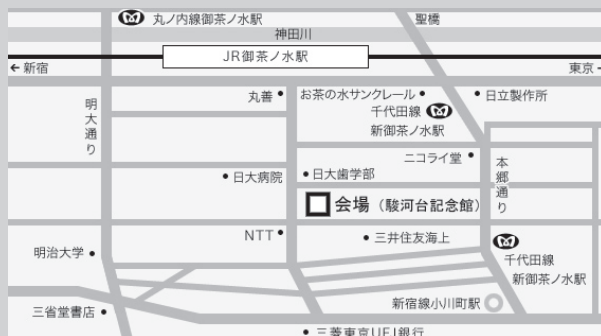 丸ノ内線御茶ノ水駅
聖橋
神田川
JR御茶ノ水駅
←新宿
東京
明大通り
丸善
お茶の水サンクレール
日立製作所
千代田線
新御茶ノ水駅
ニコライ堂
本郷通り
日大病院
日大歯学部
会場（駿河台記念館）
NTT
三井住友海上
明治大学
千代田線
新御茶ノ水駅
三省堂書店
新宿線小川町駅
三菱東京UFJ銀行